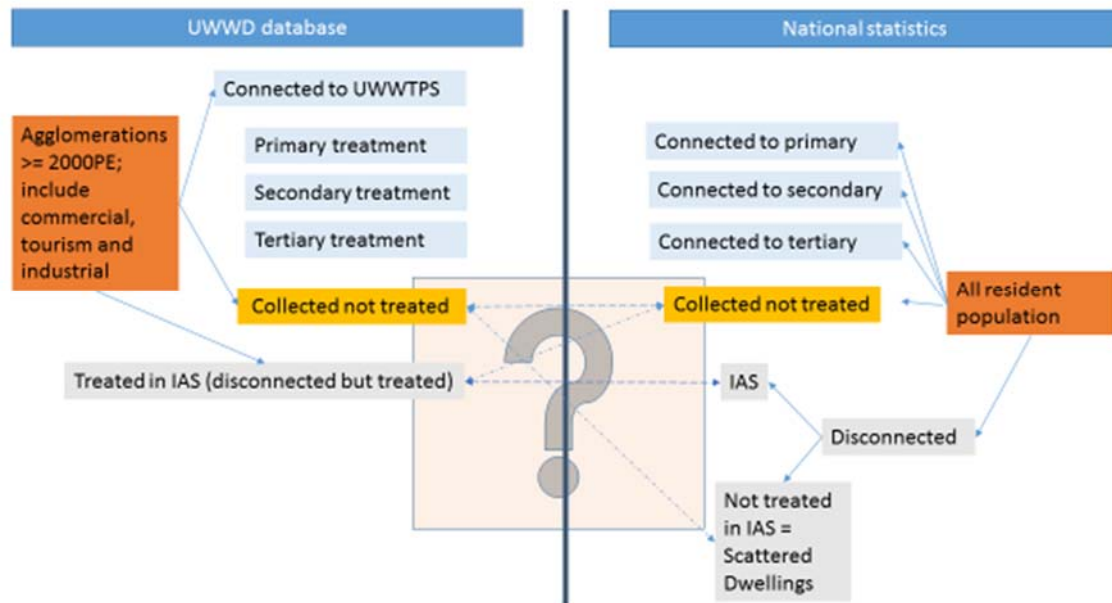 UWWD database
National statistics
Connected to UWWTPS
Agglomerations
>= 2000PE;
include
commercial,
tourism and
industrial
Primary treatment
Secondary treatment
Tertiary treatment
Collected not treated
Treated in IAS (disconnected but treated)
?
Connected to primary
Connected to secondary
Connected to tertiary
Collected not treated
All resident
population
IAS
Disconnected
Not treated
in IAS =
Scattered
Dwellings